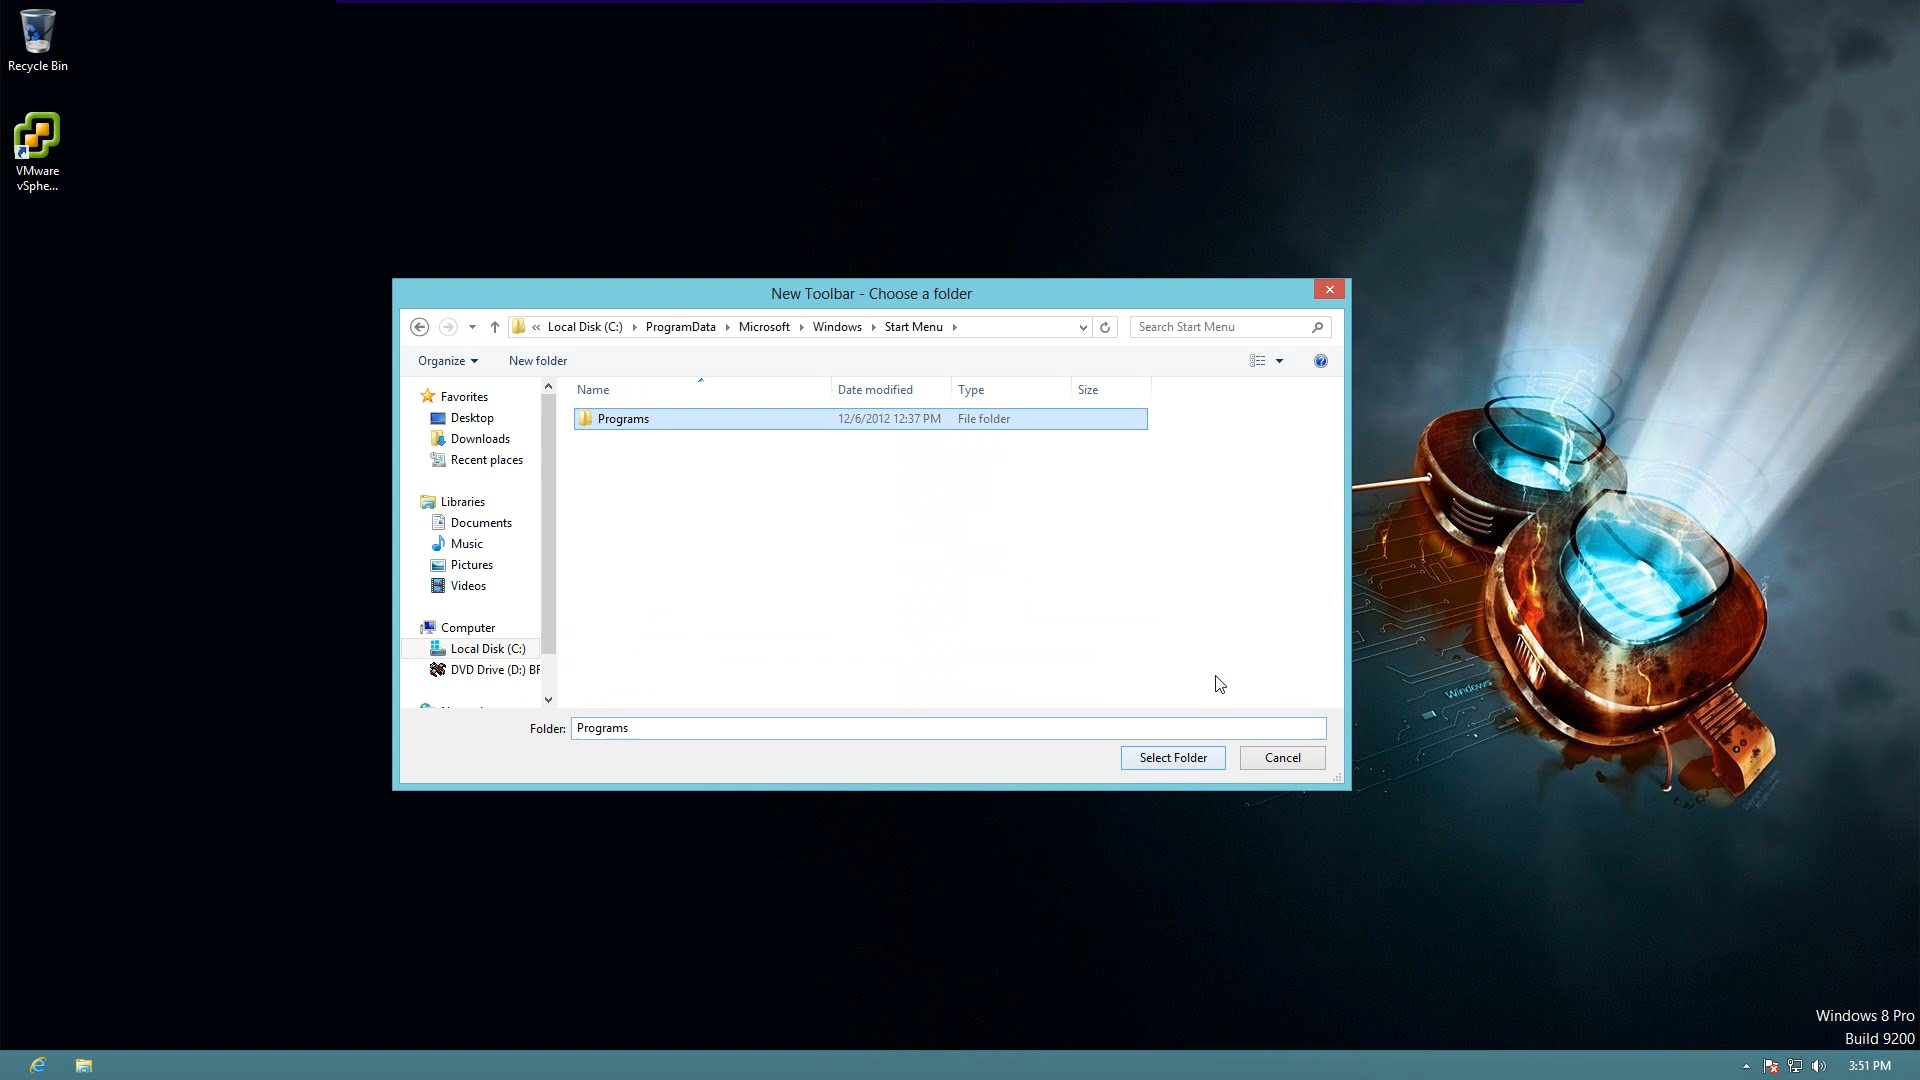 Recycle Bin
VMware
vSphe...
New Toolbar - Choose a folder
« Local Disk (C:) ProgramData Microsoft Windows Start Menu
Search Start Menu
Organize
New folder
Name
Date modified
Type
Size
Programs
12/6/2012 12:37 PM
File folder
Favorites
Desktop
Downloads
Recent places
Libraries
Documents
Music
Pictures
Videos
Computer
Local Disk (C:)
DVD Drive (D:) BF
Folder:
Programs
Select Folder
Cancel
Windows
Windows 8 Pro
Build 9200
3:51 PM